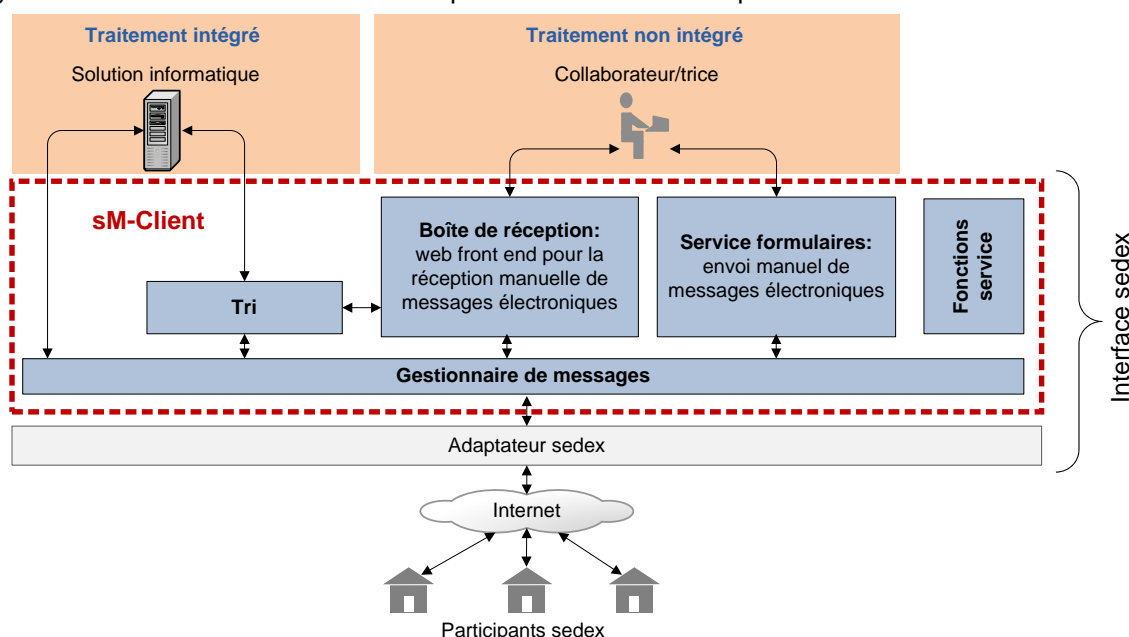 Traitement intégré
Traitement non intégré
Solution informatique
Collaborateur/trice
sM-Client
Boîte de réception:
web front end pour la
réception manuelle de
messages électroniques
Service formulaires:
envoi manuel de
messages électroniques
Fonctions
service
Tri
Gestionnaire de messages
Interface sedex
Adaptateur sedex
Internet
Participants sedex